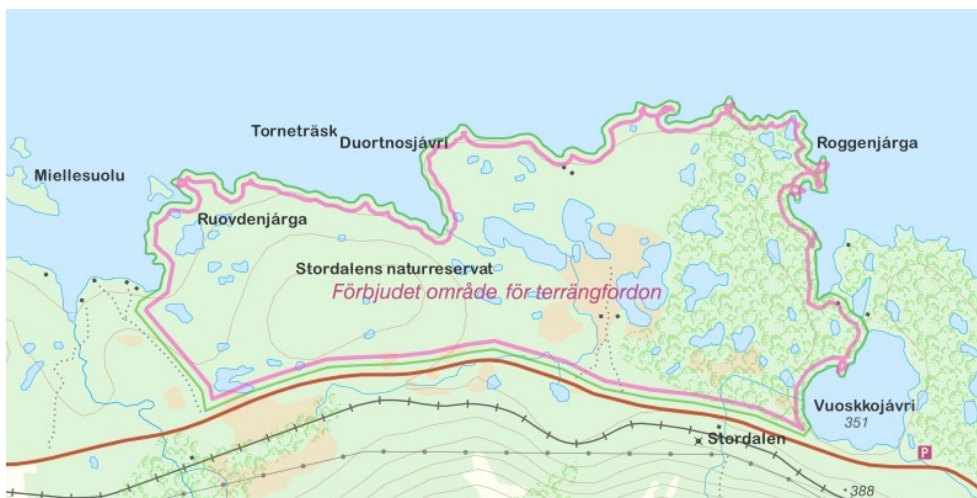 Torneträsk
Duortnosjávri
Roggenjárga
Miellesuolu
Ruovdenjárga
Stordalens naturreservat
Förbjudet område för terrängfordon
Vuoskkojávri
351
Stordalen
P
388